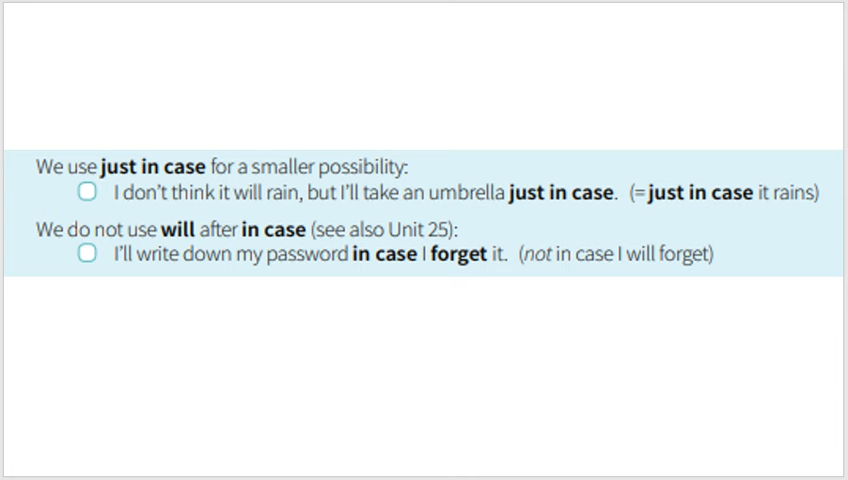 We use just in case for a smaller possibility:
I don't think it will rain, but I'll take an umbrella just in case. (= just in case it rains)
We do not use will after in case (see also Unit 25):
I'll write down my password in case I forget it. (not in case I will forget)